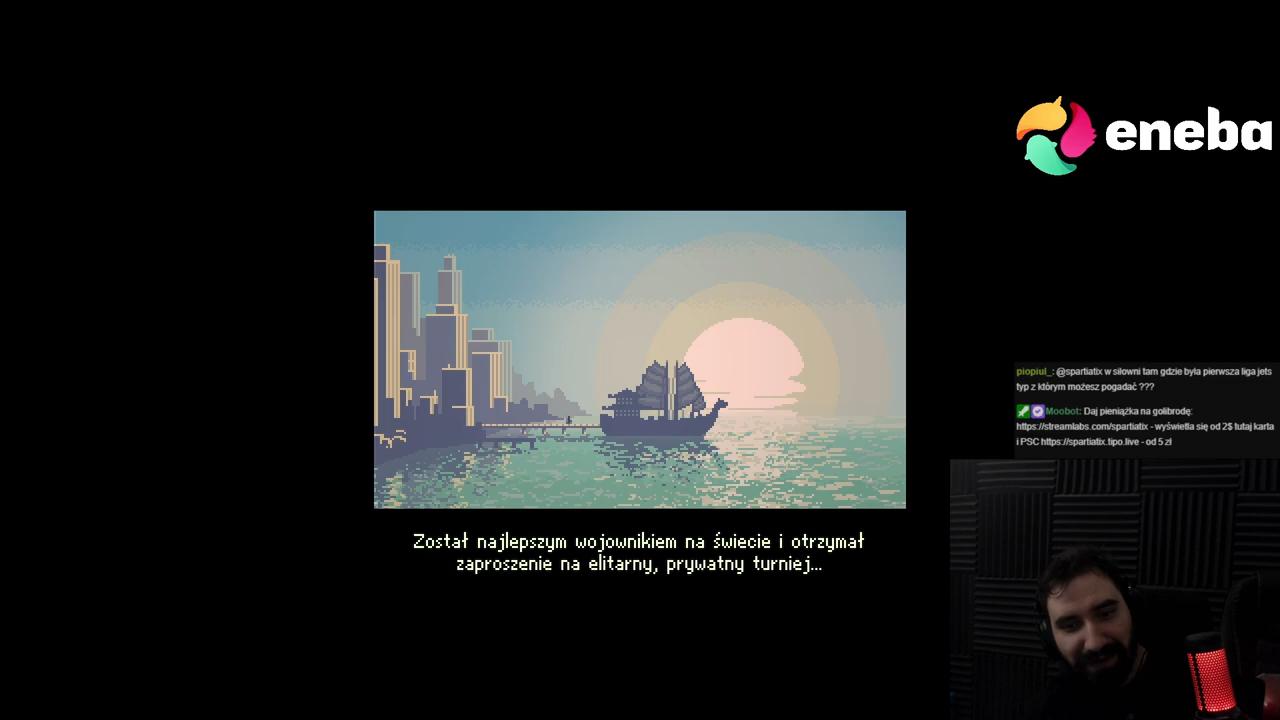 eneba
piopiul_: @spartiatix w siłowni tam gdzie była pierwsza liga jets
typ z którym możesz pogadać ???
Moobot: Daj pieniążka na golibrodę:
https://streamlabs.com/spartiatix - wyświetla się od 2$ tutaj karta
i PSC https://spartiatix.tipo.live - od 5 zł
Został najlepszym wojownikiem na świecie i otrzymał
zaproszenie na elitarny, prywatny turniej...